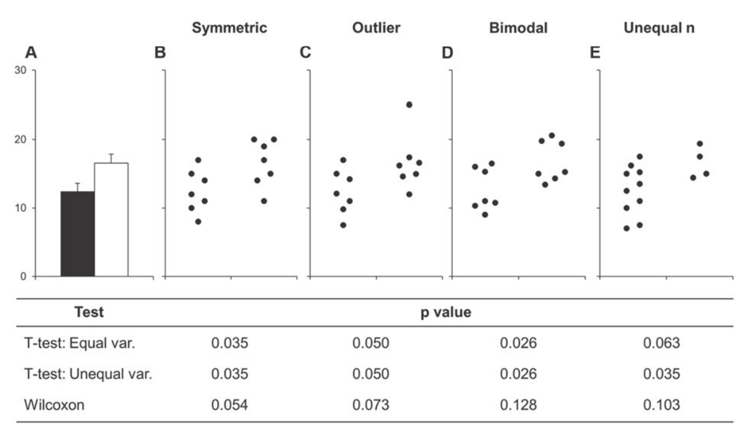 Symmetric Outlier Bimodal Unequal n
A B C D E
30
20
10
0
Test p value
T-test: Equal var. 0.035 0.050 0.026 0.063
T-test: Unequal var. 0.035 0.050 0.026 0.035
Wilcoxon 0.054 0.073 0.128 0.103